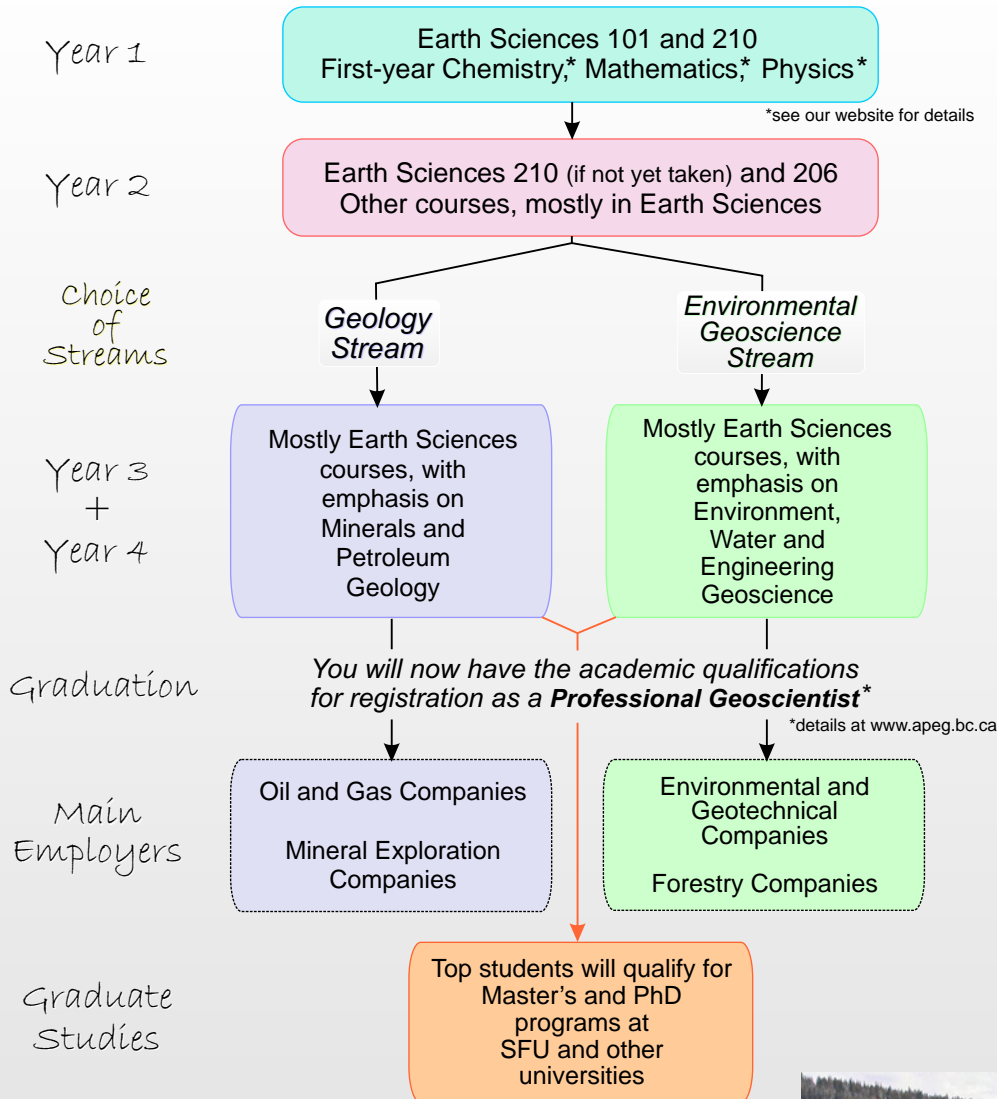 Year 1
Earth Sciences 101 and 210
First-year Chemistry,* Mathematics,* Physics*
*see our website for details
Year 2
Earth Sciences 210 (if not yet taken) and 206
Other courses, mostly in Earth Sciences
Choice
of
Streams
Geology
Stream
Environmental
Geoscience
Stream
Year 3
+
Year 4
Mostly Earth Sciences
courses, with
emphasis on
Minerals and
Petroleum
Geology
Mostly Earth Sciences
courses, with
emphasis on
Environment,
Water and
Engineering
Geoscience
Graduation
You will now have the academic qualifications
for registration as a Professional Geoscientist*
*details at www.apeg.bc.ca
Main
Employers
Oil and Gas Companies
Mineral Exploration
Companies
Environmental and
Geotechnical
Companies
Forestry Companies
Graduate
Studies
Top students will qualify for
Master's and PhD
programs at
SFU and other
universities